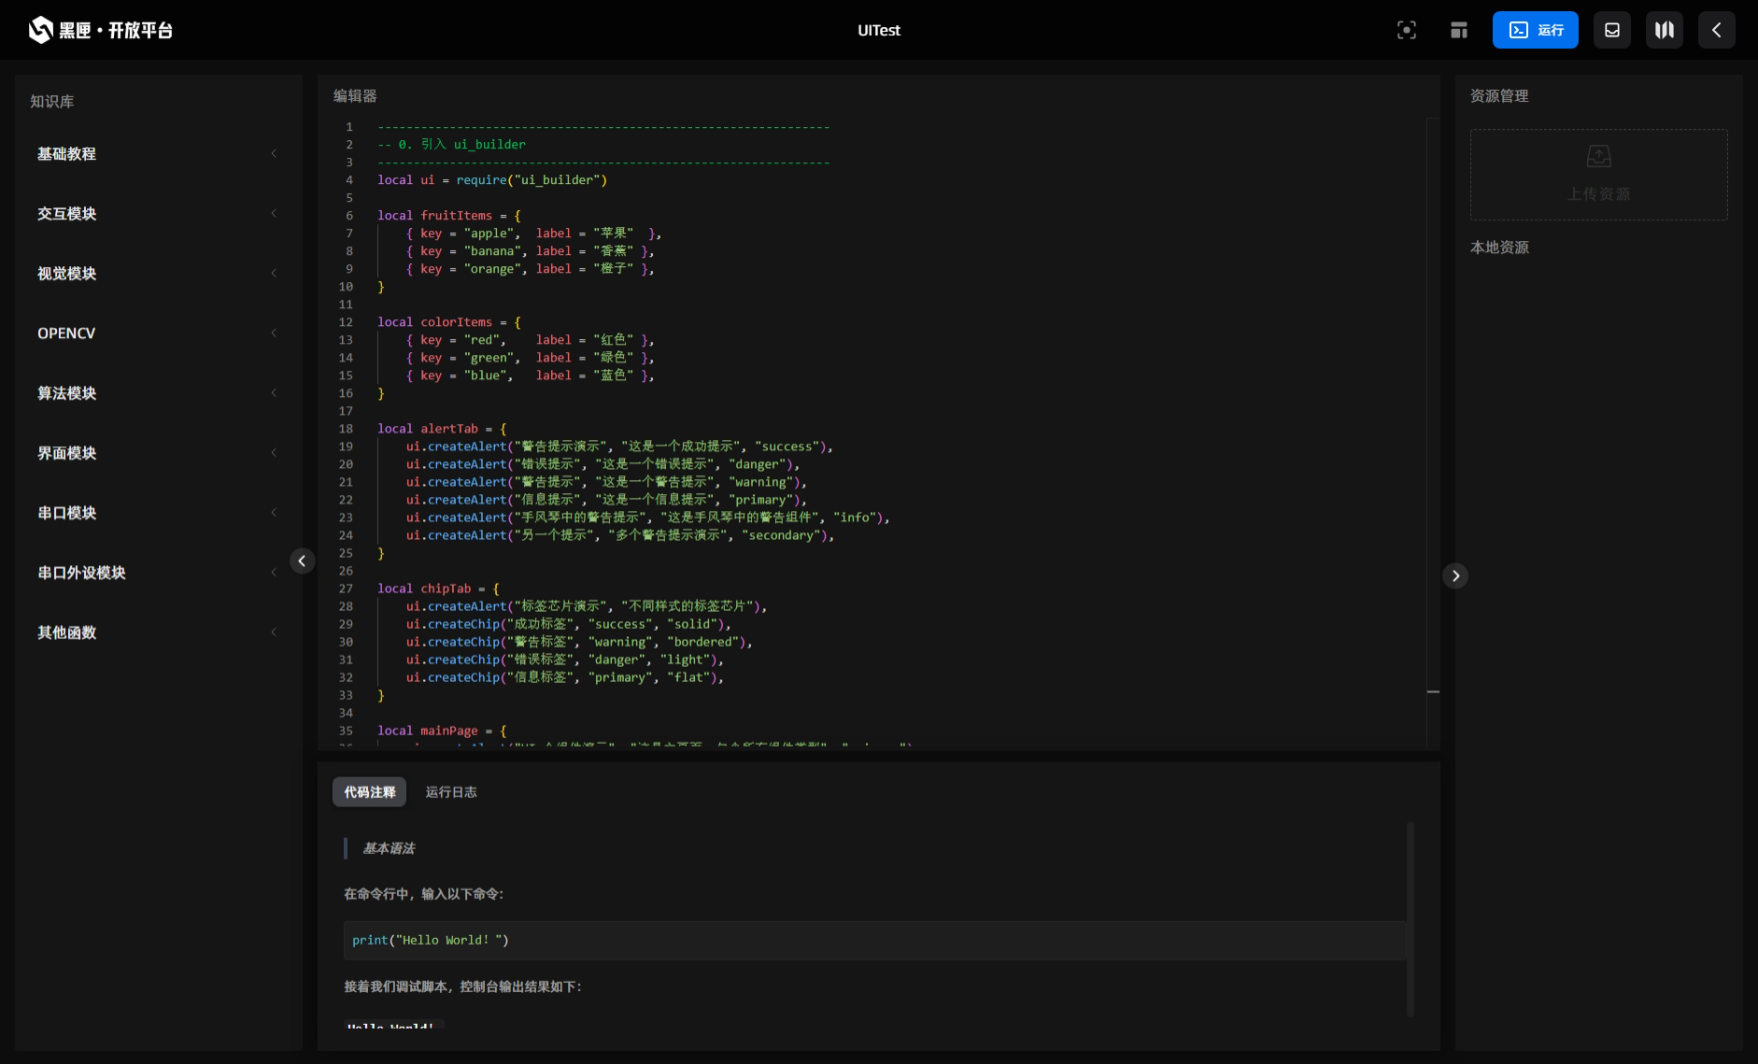 黑匣·开放平台
UITest
运行
知识库
基础教程
交互模块
视觉模块
OPENCV
算法模块
界面模块
串口模块
串口外设模块
其他函数
编辑器
1 ---------------------------------------------------------------
2 -- 0. 引入 ui_builder
3 ---------------------------------------------------------------
4 local ui = require("ui_builder")
5
6 local fruitItems = {
7 { key = "apple", label = "苹果" },
8 { key = "banana", label = "香蕉" },
9 { key = "orange", label = "橙子" },
10 }
11
12 local colorItems = {
13 { key = "red", label = "红色" },
14 { key = "green", label = "绿色" },
15 { key = "blue", label = "蓝色" },
16 }
17
18 local alertTab = {
19 ui.createAlert("警告提示演示", "这是一个成功提示", "success"),
20 ui.createAlert("错误提示", "这是一个错误提示", "danger"),
21 ui.createAlert("警告提示", "这是一个警告提示", "warning"),
22 ui.createAlert("信息提示", "这是一个信息提示", "primary"),
23 ui.createAlert("手风琴中的警告提示", "这是手风琴中的警告组件", "info"),
24 ui.createAlert("另一个提示", "多个警告提示演示", "secondary"),
25 }
26
27 local chipTab = {
28 ui.createAlert("标签芯片演示", "不同样式的标签芯片"),
29 ui.createChip("成功标签", "success", "solid"),
30 ui.createChip("警告标签", "warning", "bordered"),
31 ui.createChip("错误标签", "danger", "light"),
32 ui.createChip("信息标签", "primary", "flat"),
33 }
34
35 local mainPage = {
代码注释
运行日志
基本语法
在命令行中，输入以下命令：
print("Hello World! ")
接着我们调试脚本，控制台输出结果如下：
Hello World!
资源管理
上传资源
本地资源